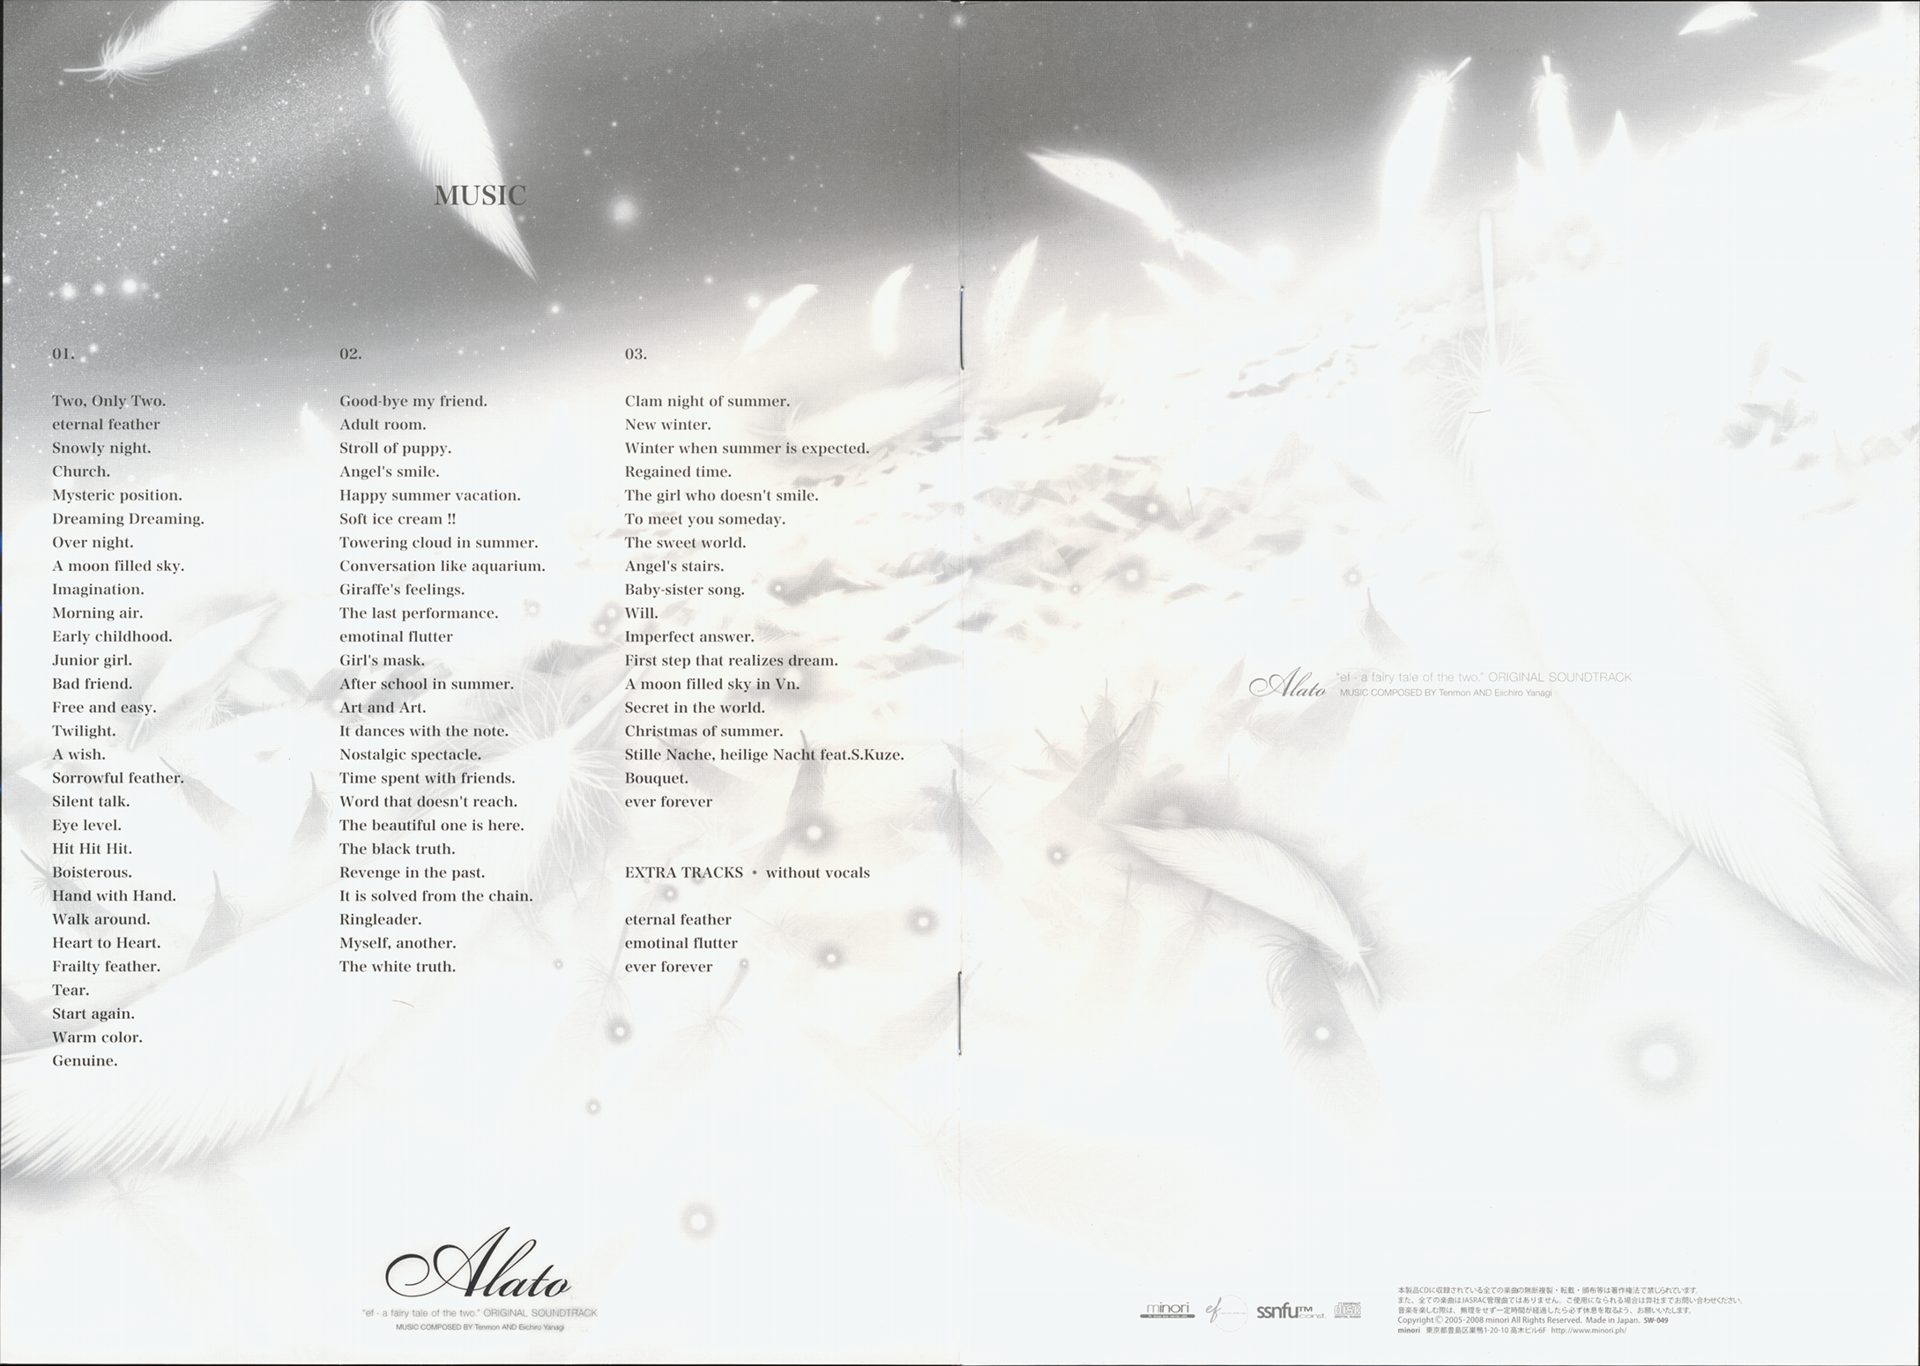 MUSIC
01.
Two, Only Two.
eternal feather
Snowly night.
Church.
Mysteric position.
Dreaming Dreaming.
Over night.
A moon filled sky.
Imagination.
Morning air.
Early childhood.
Junior girl.
Bad friend.
Free and easy.
Twilight.
A wish.
Sorrowful feather.
Silent talk.
Eye level.
Hit Hit Hit.
Boisterous.
Hand with Hand.
Walk around.
Heart to Heart.
Frailty feather.
Tear.
Start again.
Warm color.
Genuine.
02.
Good-bye my friend.
Adult room.
Stroll of puppy.
Angel's smile.
Happy summer vacation.
Soft ice cream !!
Towering cloud in summer.
Conversation like aquarium.
Giraffe's feelings.
The last performance.
emotinal flutter
Girl's mask.
After school in summer.
Art and Art.
It dances with the note.
Nostalgic spectacle.
Time spent with friends.
Word that doesn't reach.
The beautiful one is here.
The black truth.
Revenge in the past.
It is solved from the chain.
Ringleader.
Myself, another.
The white truth.
03.
Clam night of summer.
New winter.
Winter when summer is expected.
Regained time.
The girl who doesn't smile.
To meet you someday.
The sweet world.
Angel's stairs.
Baby-sister song.
Will.
Imperfect answer.
First step that realizes dream.
A moon filled sky in Vn.
Secret in the world.
Christmas of summer.
Stille Nache, heilige Nacht feat.S.Kuze.
Bouquet.
ever forever
EXTRA TRACKS • without vocals
eternal feather
emotinal flutter
ever forever
Alato
"ef - a fairy tale of the two." ORIGINAL SOUNDTRACK
MUSIC COMPOSED BY Tenmon AND Eiichiro Yanagi
Alato "ef - a fairy tale of the two." ORIGINAL SOUNDTRACK
MUSIC COMPOSED BY Tenmon AND Eiichiro Yanagi
minori ef ssnfu™ const.
本製品CDに収録されている全ての楽曲の無断複製・転載・頒布等は著作権法で禁じられています。
また、全ての楽曲はJASRAC管理曲ではありません。ご使用になられる場合は弊社までお問い合わせください。
音楽を楽しむ際は、無理をせず一定時間が経過したら必ず休息を取るよう、お願いいたします。
Copyright © 2005-2008 minori All Rights Reserved. Made in Japan. SW-049
minori 東京都豊島区巣鴨1-20-10 高木ビル6F http://www.minori.ph/